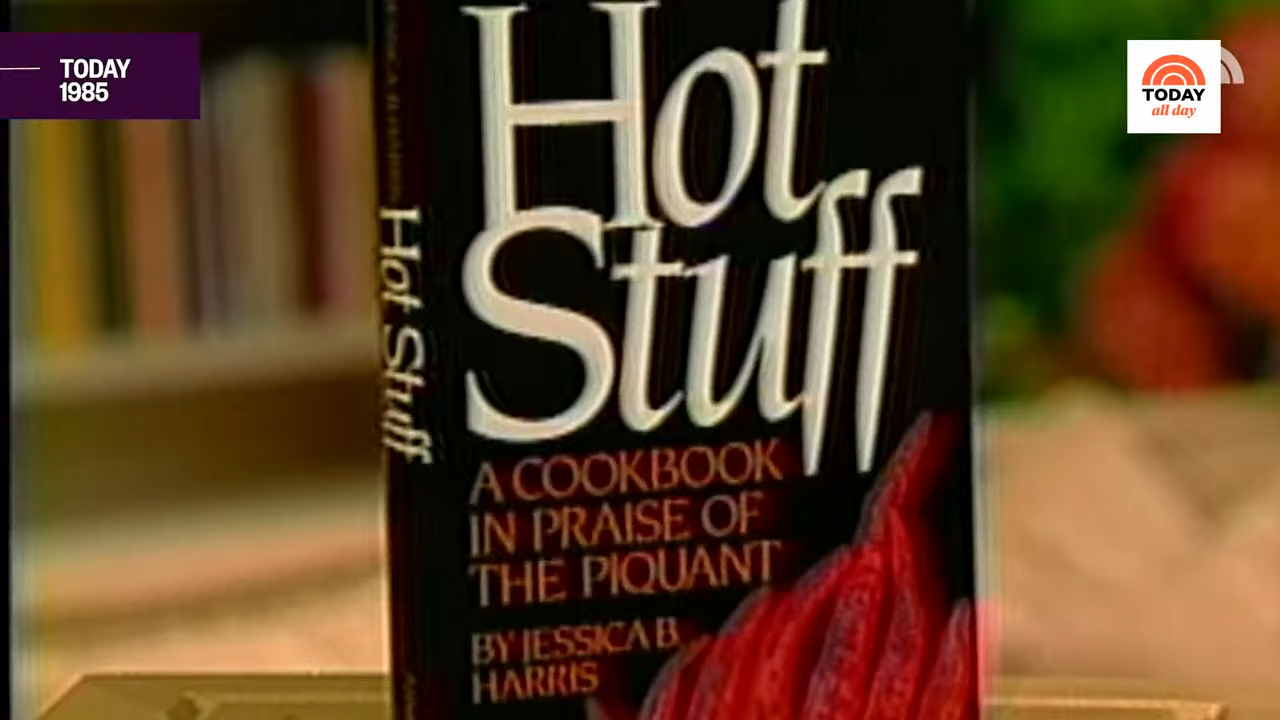 TODAY
1985
TODAY
all day
Hot
Stuff
A COOKBOOK
IN PRAISE OF
THE PIQUANT
BY JESSICA B.
HARRIS
Hot Stuff